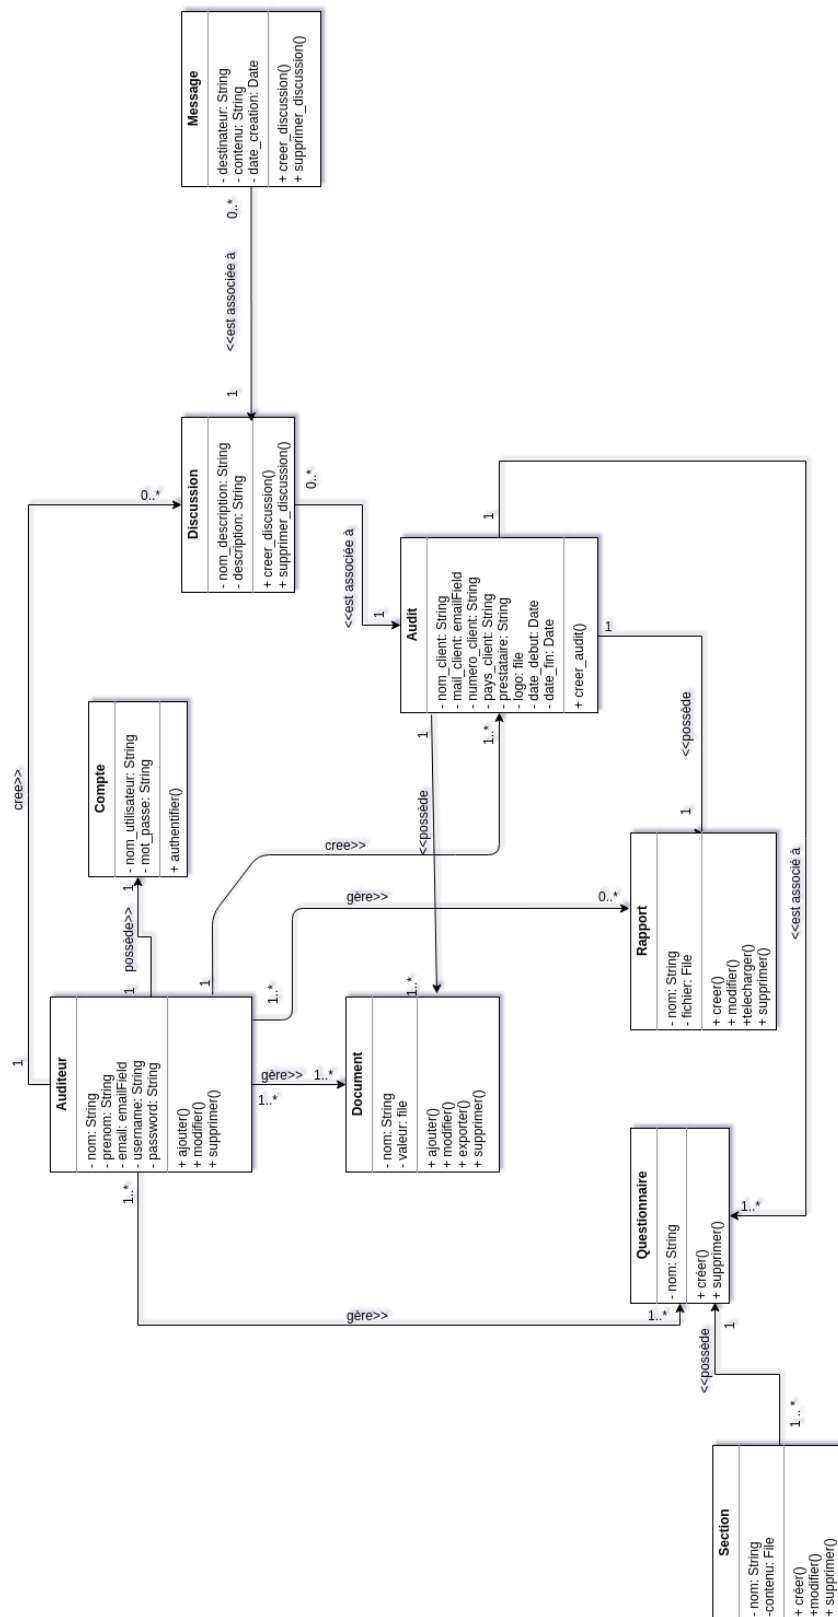 Message
- destinateur: String
- contenu: String
- date_creation: Date
+ creer_discussion()
+ supprimer_discussion()
0..*
<<est associée à
1
Discussion
- nom_description: String
- description: String
+ creer_discussion()
+ supprimer_discussion()
0..*
0..*
<<est associée à
1
Audit
- nom_client: String
- mail_client: emailField
- numero_client: String
- pays_client: String
- prestataire: String
- logo: file
- date_debut: Date
- date_fin: Date
+ creer_audit()
1
1
1
1..*
Compte
- nom_utilisateur: String
- mot_passe: String
+ authentifier()
1
possède>>
1
cree>>
1
cree>>
1
<<possède
1..*
<<possède
1
gère>>
0..*
1..*
<<est associé à
1..*
Auditeur
- nom: String
- prenom: String
- email: emailField
- username: String
- password: String
+ ajouter()
+ modifier()
+ supprimer()
gère>>
1..*
1..*
Document
- nom: String
- valeur: file
+ ajouter()
+ modifier()
+ exporter()
+ supprimer()
Rapport
- nom: String
- fichier: File
+ creer()
+ modifier()
+telecharger()
+ supprimer()
1..*
gère>>
1..*
Questionnaire
- nom: String
+ créer()
+ supprimer()
1
<<possède
1 .. *
Section
- nom: String
-contenu: File
+ créer()
+modifier()
+ supprimer()